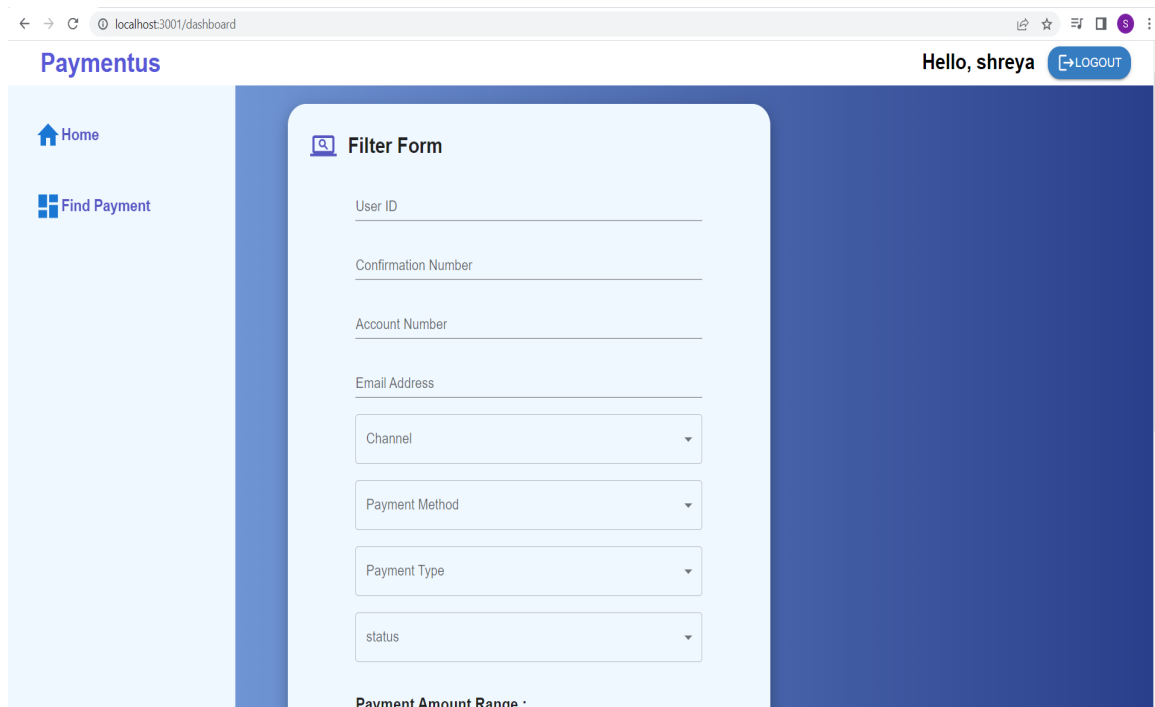 localhost:3001/dashboard
S
Paymentus
Hello, shreya
LOGOUT
Home
Find Payment
Filter Form
User ID
Confirmation Number
Account Number
Email Address
Channel
Payment Method
Payment Type
status
Payment Amount Range :